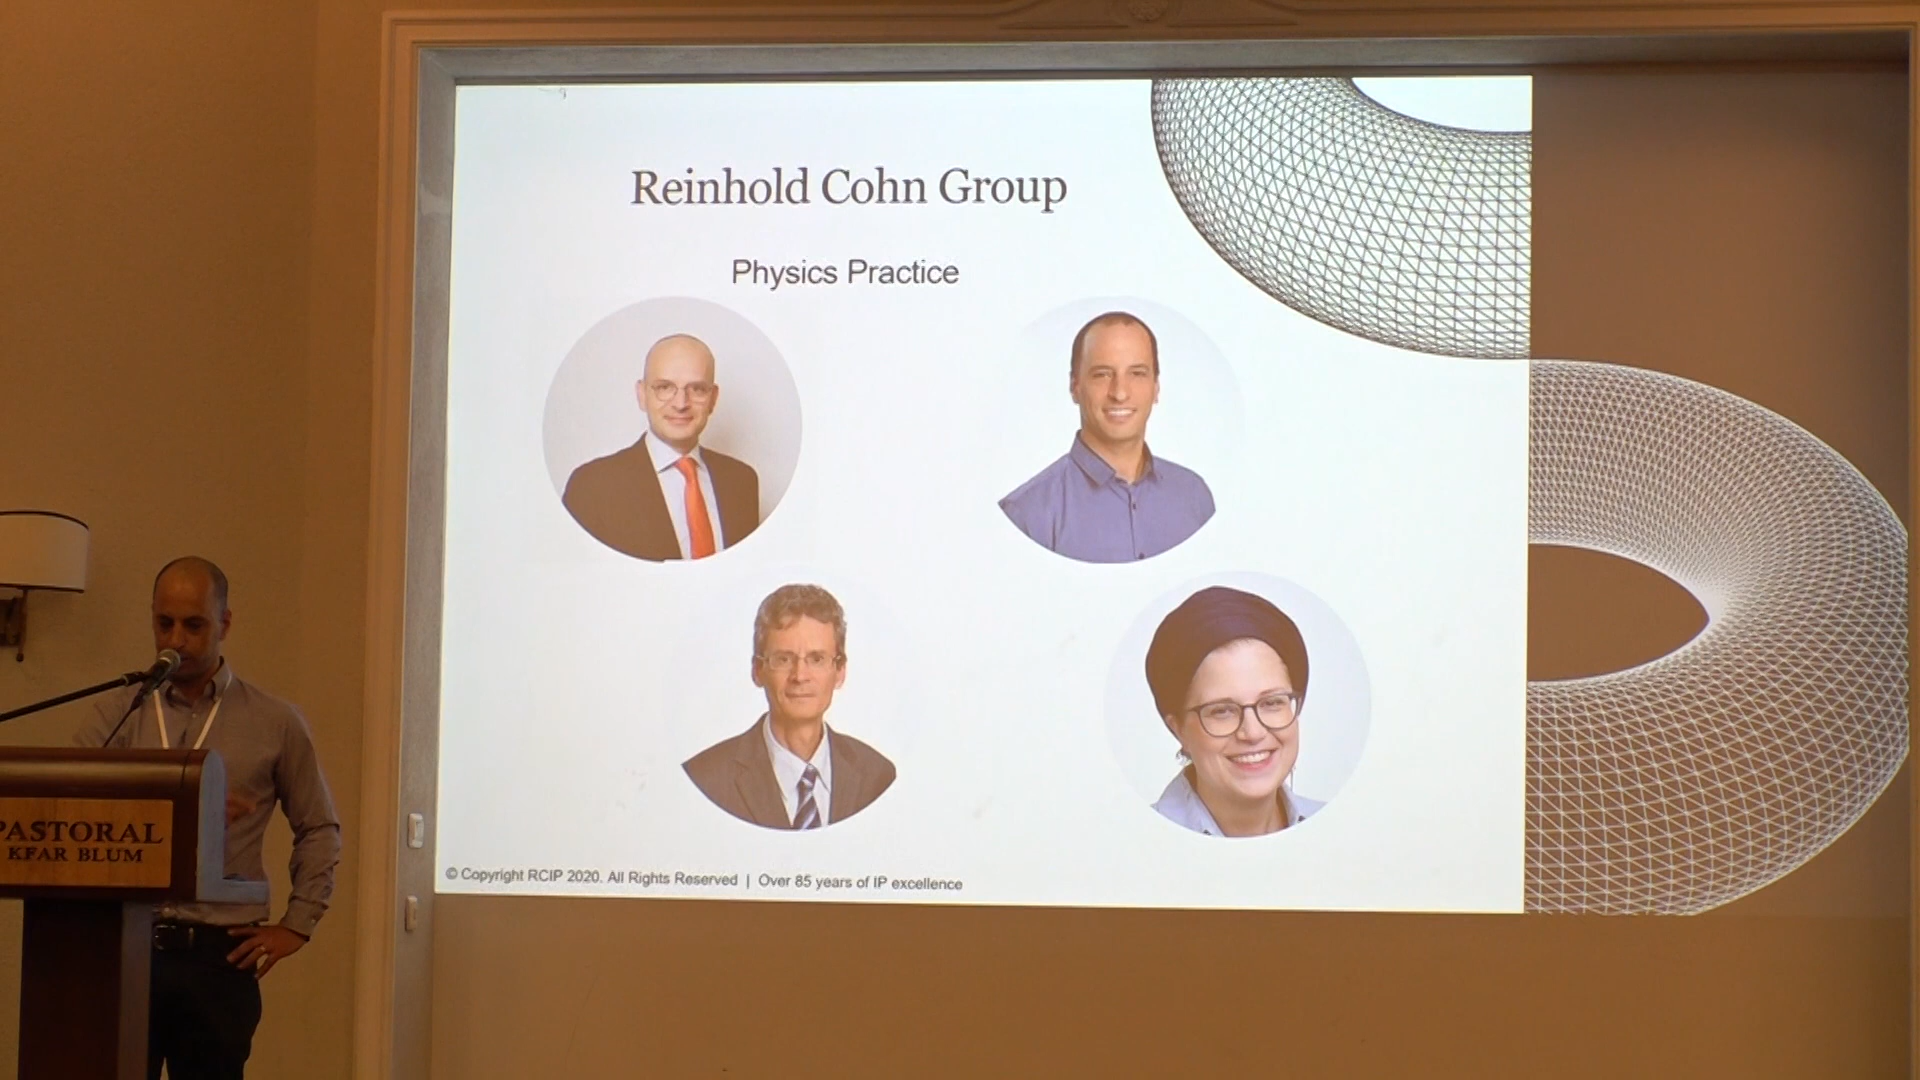 Reinhold Cohn Group
Physics Practice
© Copyright RCIP 2020. All Rights Reserved | Over 85 years of IP excellence
PASTORAL
KFAR BLUM